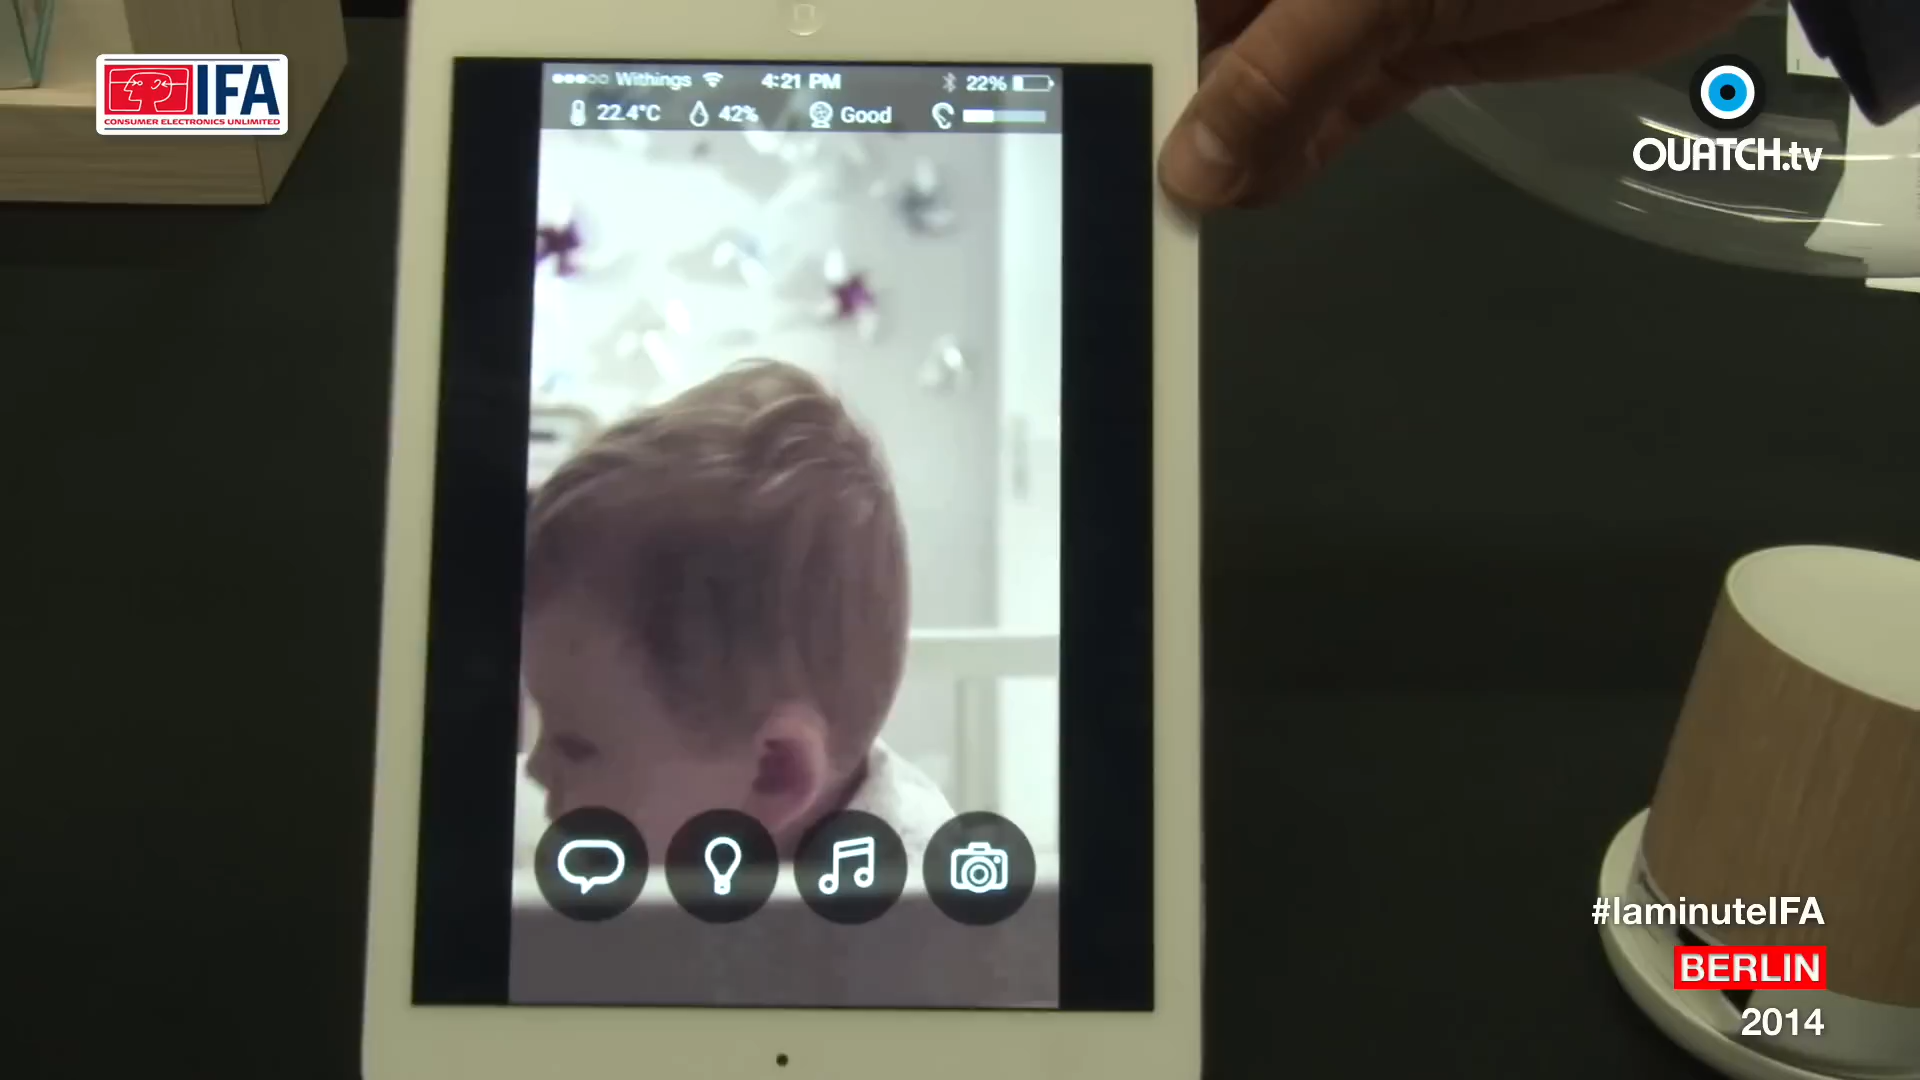 IFA
CONSUMER ELECTRONICS UNLIMITED
Withings 4:21 PM 22%
22.4°C 42% Good
OUATCH.tv
#laminuteIFA
BERLIN
2014